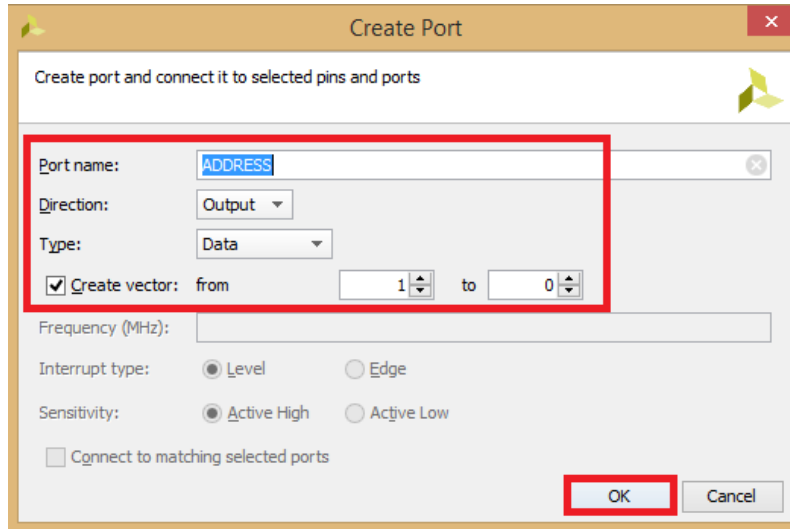 Create Port
Create port and connect it to selected pins and ports
Port name: ADDRESS
Direction: Output
Type: Data
Create vector: from 1 to 0
Frequency (MHz):
Interrupt type: Level Edge
Sensitivity: Active High Active Low
Connect to matching selected ports
OK Cancel